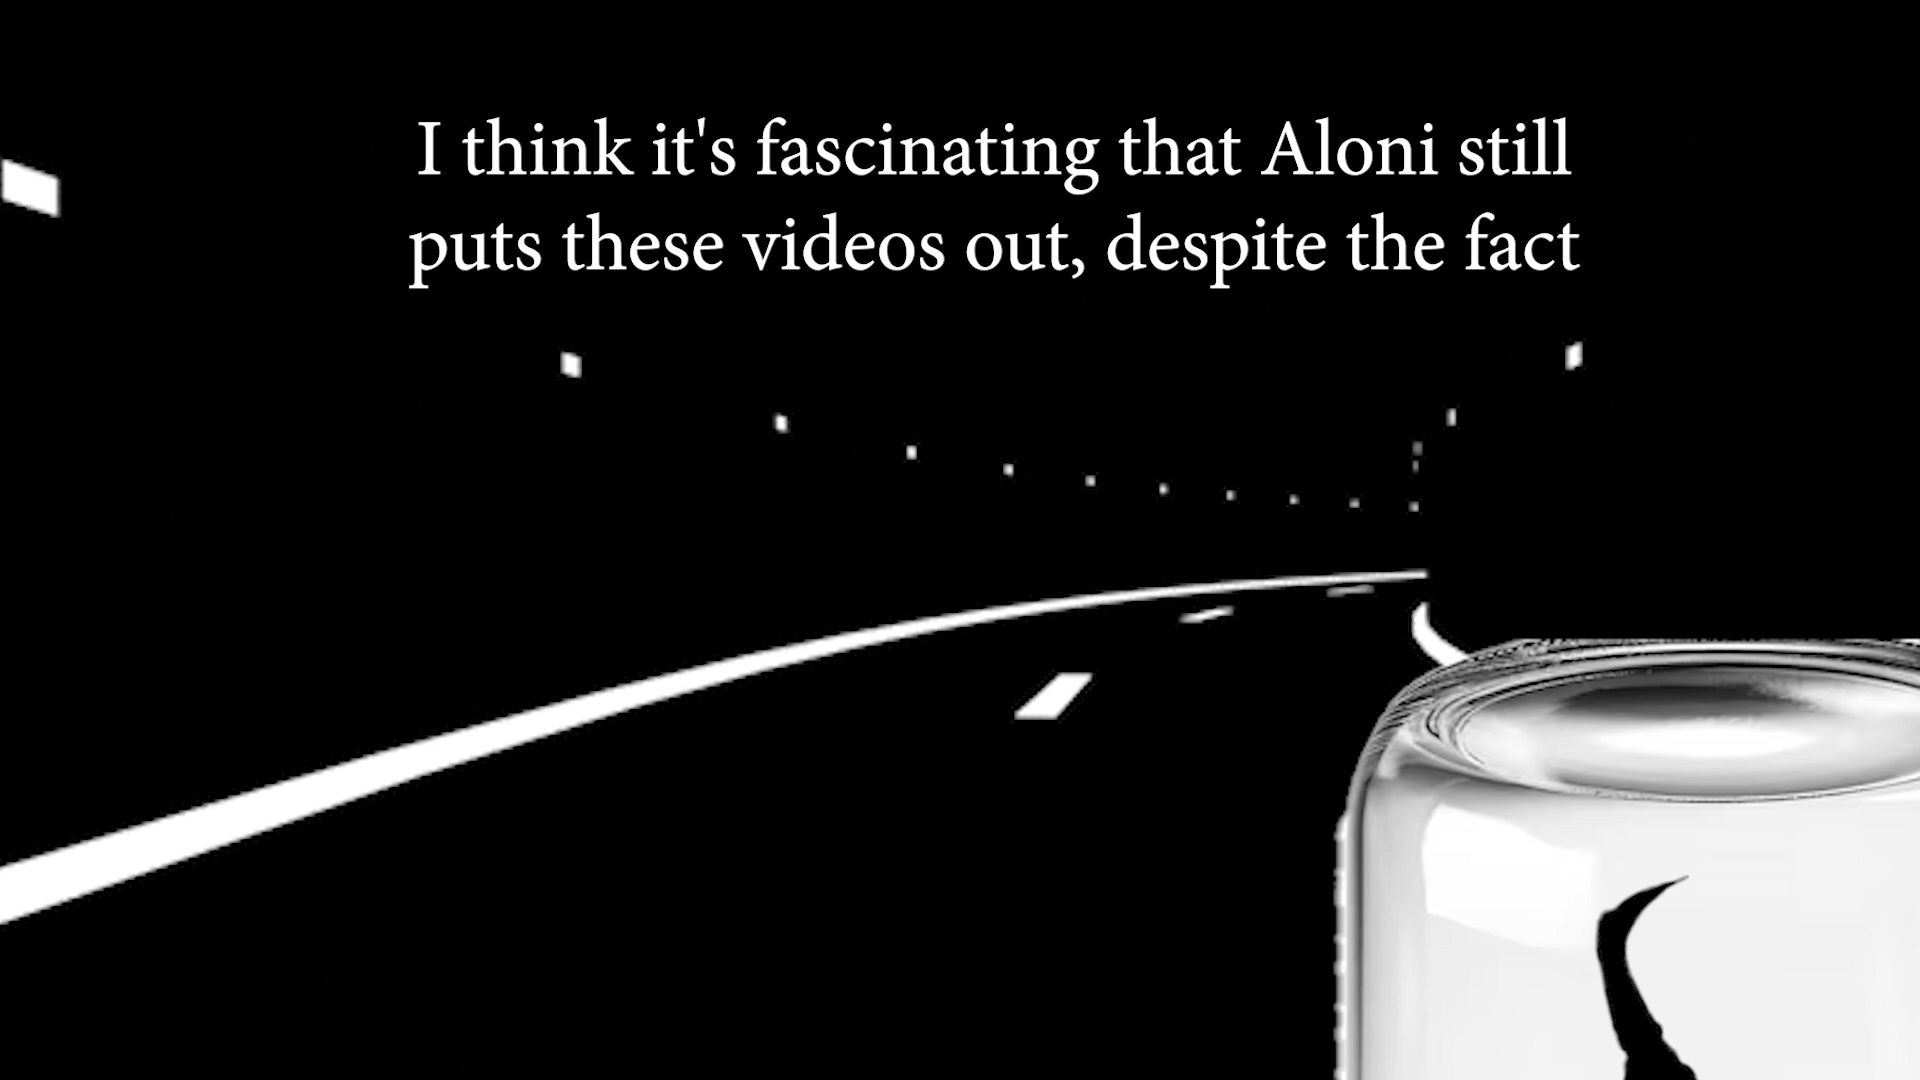 I think it's fascinating that Aloni still
puts these videos out, despite the fact